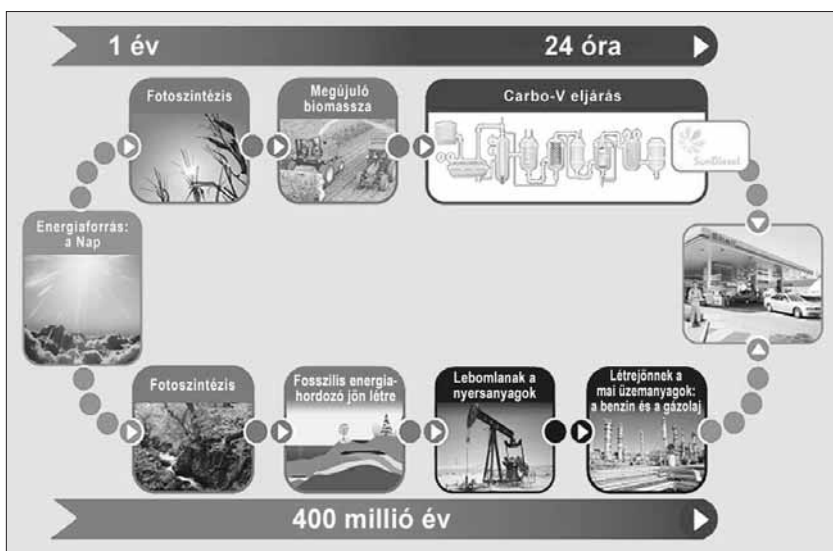 1 év
24 óra
Fotoszintézis
Megújuló
biomassza
Carbo-V eljárás
SunDiesel
Energiaforrás:
a Nap
Fotoszintézis
Fosszilis energia-
hordozó jön létre
Lebomlanak a
nyersanyagok
Létrejönnek a
mai üzemanyagok:
a benzin és a gázolaj
400 millió év